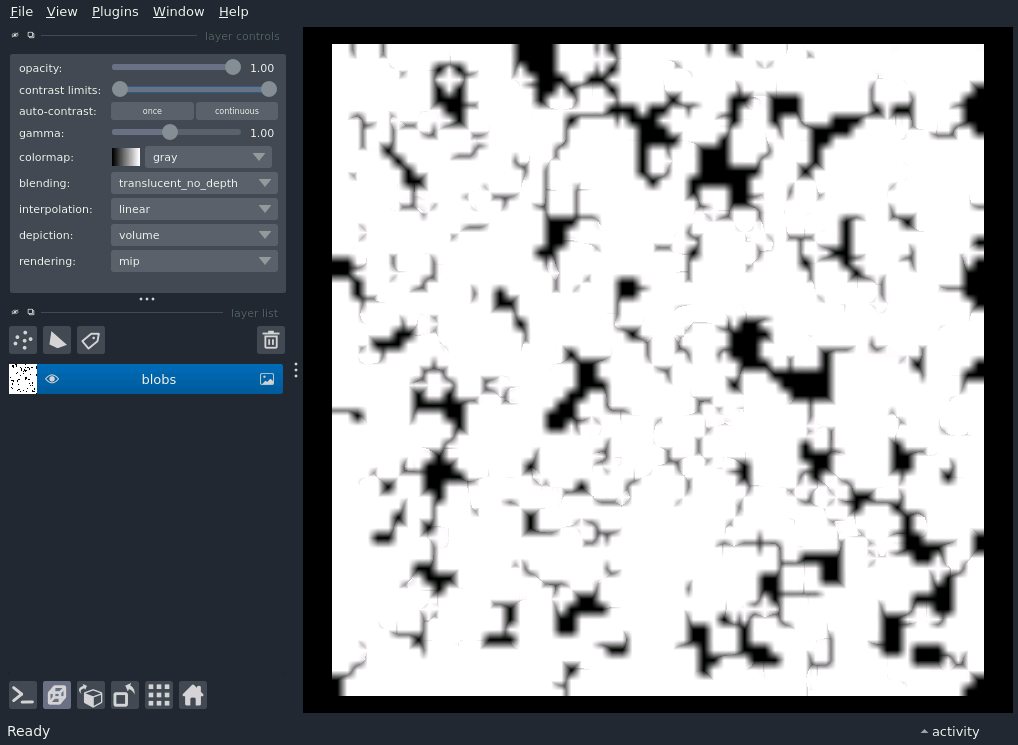 File View Plugins Window Help
layer controls
opacity: 1.00
contrast limits:
auto-contrast: once continuous
gamma: 1.00
colormap: gray
blending: translucent_no_depth
interpolation: linear
depiction: volume
rendering: mip
layer list
blobs
Ready
activity